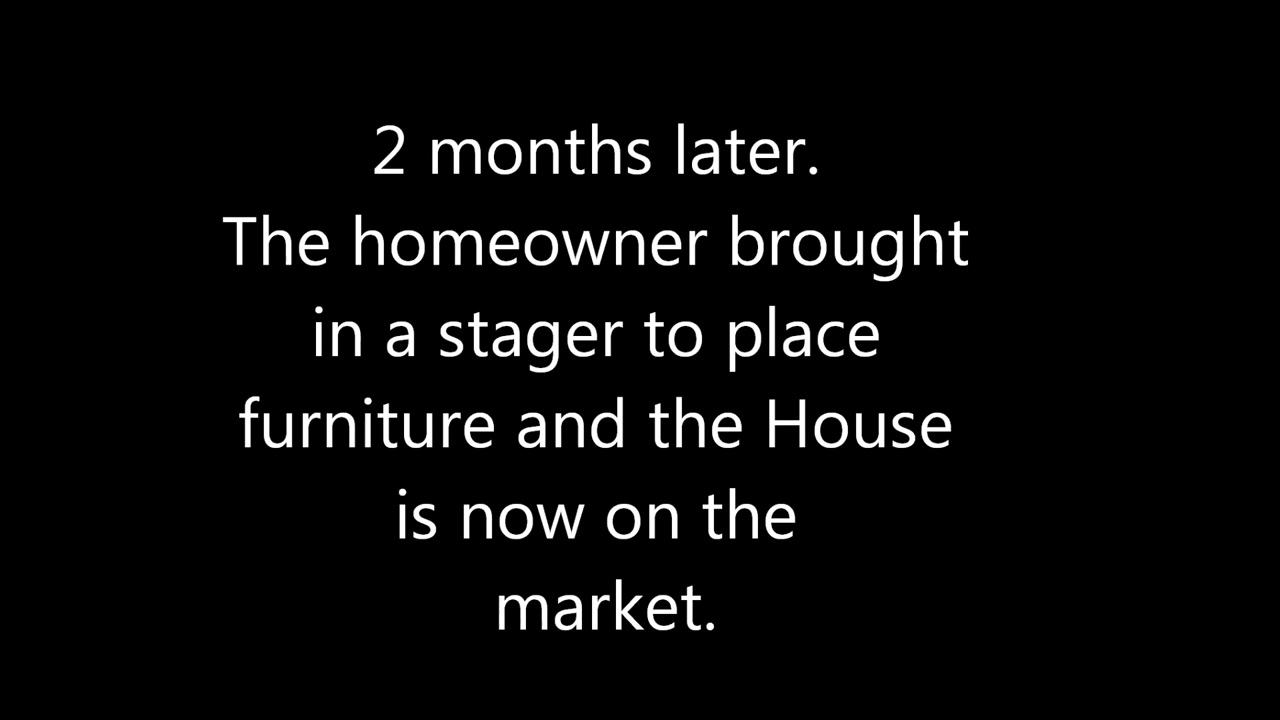 2 months later.
The homeowner brought
in a stager to place
furniture and the House
is now on the
market.